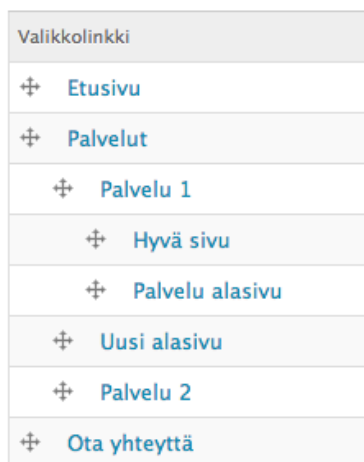 Valikkolinkki
Etusivu
Palvelut
Palvelu 1
Hyvä sivu
Palvelu alasivu
Uusi alasivu
Palvelu 2
Ota yhteyttä